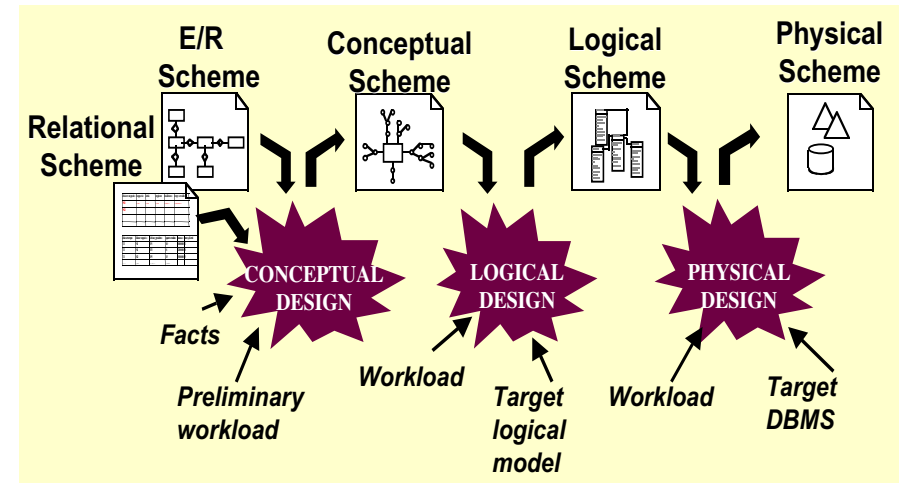 E/R
Scheme
Conceptual
Scheme
Logical
Scheme
Physical
Scheme
Relational
Scheme
CONCEPTUAL
DESIGN
LOGICAL
DESIGN
PHYSICAL
DESIGN
Facts
Preliminary
workload
Workload
Target
logical
model
Workload
Target
DBMS